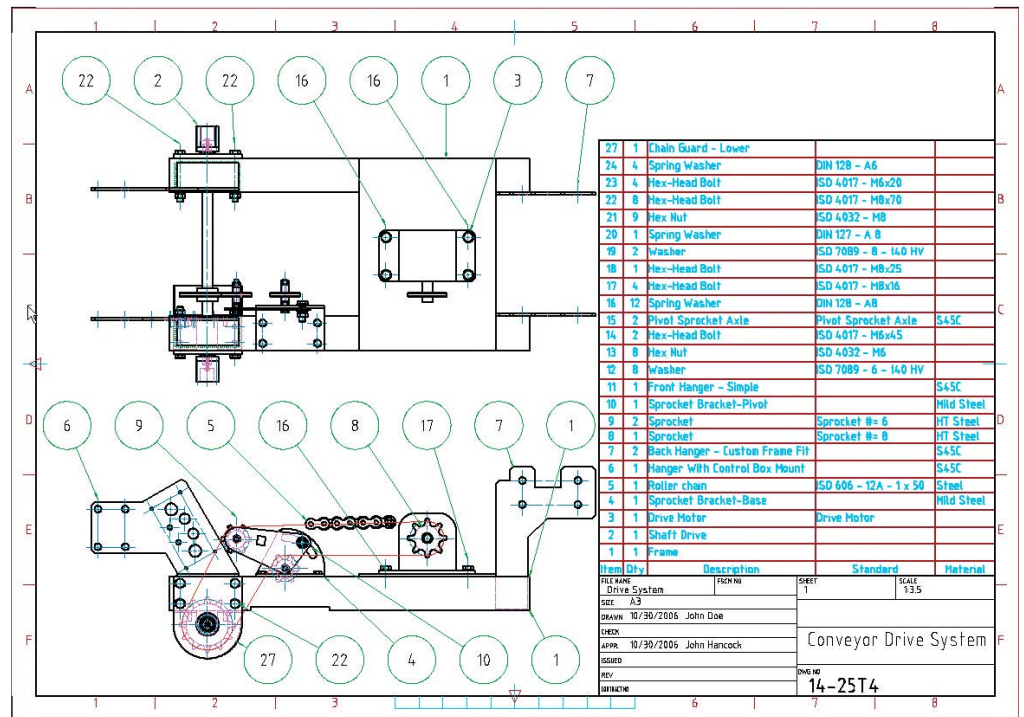 1 2 3 4 5 6 7 8
A A
22 2 22 16 16 1 3 7
B B
C C
D D
6 9 5 16 8 17 7 1
E E
F F
27 22 4 10 1
27 1 Chain Guard - Lower
24 4 Spring Washer DIN 128 - A6
23 4 Hex-Head Bolt ISO 4017 - M6x20
22 8 Hex-Head Bolt ISO 4017 - M8x70
21 9 Hex Nut ISO 4032 - M8
20 1 Spring Washer DIN 127 - A 8
19 2 Washer ISO 7089 - 8 - 140 HV
18 1 Hex-Head Bolt ISO 4017 - M8x25
17 4 Hex-Head Bolt ISO 4017 - M8x16
16 12 Spring Washer DIN 128 - A8
15 2 Pivot Sprocket Axle Pivot Sprocket Axle S45C
14 2 Hex-Head Bolt ISO 4017 - M6x45
13 8 Hex Nut ISO 4032 - M6
12 8 Washer ISO 7089 - 6 - 140 HV
11 1 Front Hanger - Simple S45C
10 1 Sprocket Bracket-Pivot Mild Steel
9 2 Sprocket Sprocket #= 6 HT Steel
8 1 Sprocket Sprocket #= 8 HT Steel
7 2 Back Hanger - Custom Frame Fit S45C
6 1 Hanger With Control Box Mount S45C
5 1 Roller chain ISO 606 - 12A - 1 x 50 Steel
4 1 Sprocket Bracket-Base Mild Steel
3 1 Drive Motor Drive Motor
2 1 Shaft Drive
1 1 Frame
Item Qty Description Standard Material
FILE NAME FSCM No SHEET SCALE
Drive System 1 1:3.5
SIZE A3
DRAWN 10/30/2006 John Doe
CHECK
Conveyor Drive System
APPR. 10/30/2006 John Hancock
ISSUED
REV DWG NO
14-25T4
1 2 3 4 5 6 7 8